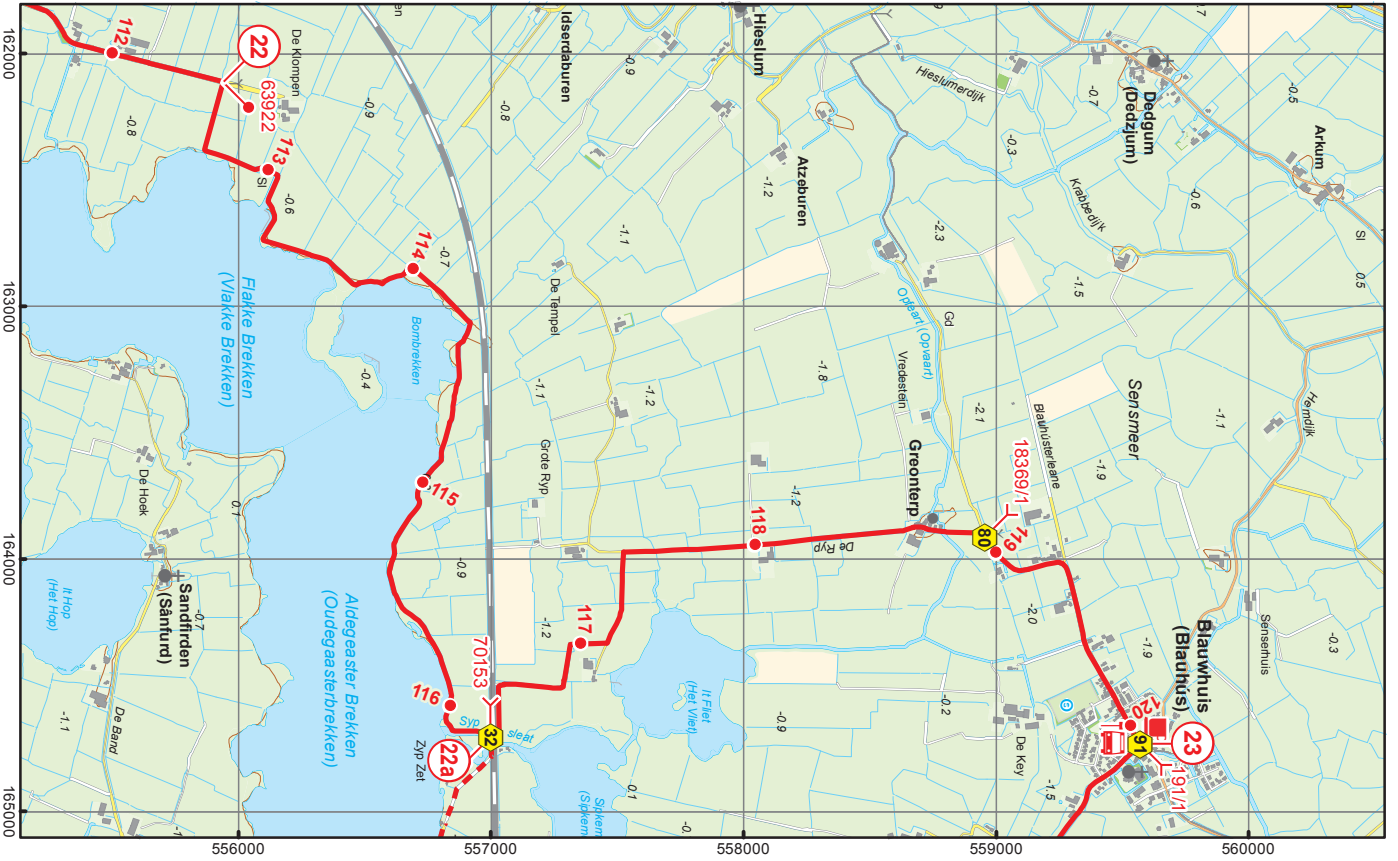 112
22
De Klompen
63922
113
Sl
-0.9
-0.8
-0.6
114
-0.7
Idserdaburen
-0.9
-0.8
-1.1
De Tempel
Hieslum
Atzeburen
-1.2
Hieslumerdijk
-0.3
-2.3
Dedgum
(Dedzjum)
-0.7
Krabbedijk
-0.6
-0.5
Arkum
Sl
0.5
-1.5
Opfeart (Opvaart)
Gd
Vredestein
-1.8
-2.1
Sensmeer
-1.1
Hemdijk
Flakke Brekken
(Vlakke Brekken)
Bombrekken
-0.4
-1.1
-1.2
Grote Ryp
-1.2
Greonterp
Blauhústerleane
-1.9
18369/1
115
118
De Ryp
80
119
De Hoek
0.1
-0.9
-0.7
Sandfirden
(Sânfurd)
It Hop
(Het Hop)
Aldegeaster Brekken
(Oudegaasterbrekken)
-1.2
117
-2.0
-1.9
Blauwhuis
(Blauhús)
Senserhuis
-0.3
70153
116
Syp
sleat
32
22a
Zyp Zet
It Fliet
(Het Vliet)
-0.9
-0.2
De Key
-1.5
120
91
23
191/1
De Band
-1.1
0.1
162000
163000
164000
165000
556000
557000
558000
559000
560000